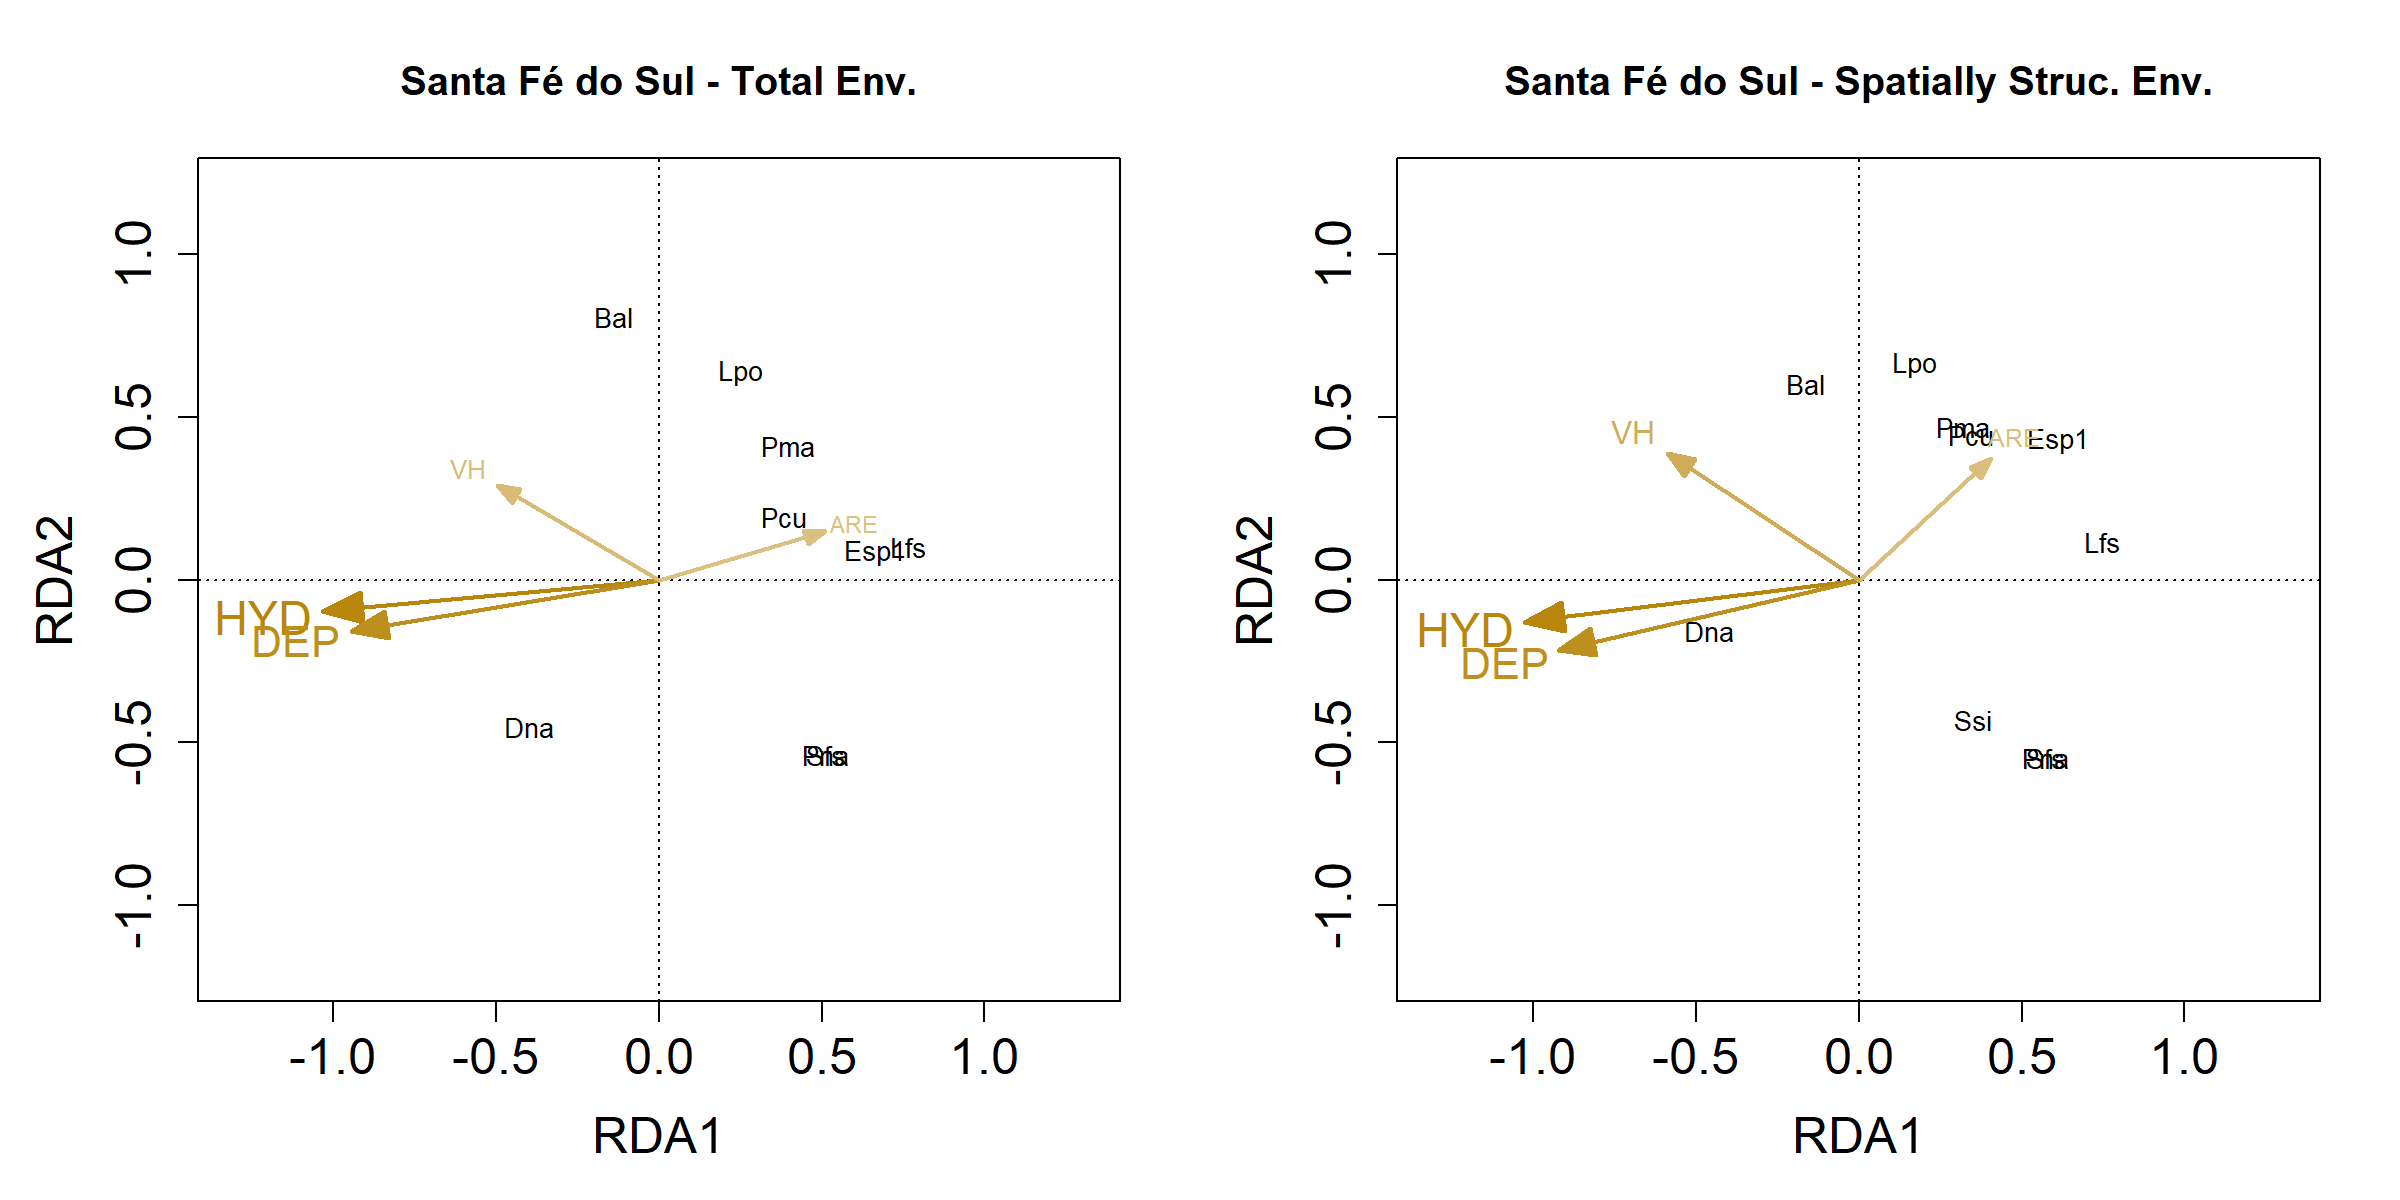 Santa Fé do Sul - Total Env.
1.0
0.5
0.0
-0.5
-1.0
RDA2
Bal
Lpo
Pma
VH
Pcu
ARE
Esp1
Lfs
HYD
DEP
Dna
-1.0
-0.5
0.0
0.5
1.0
RDA1
Santa Fé do Sul - Spatially Struc. Env.
1.0
0.5
0.0
-0.5
-1.0
RDA2
Lpo
Bal
Pma
VH
Pcu
ARE
Esp1
Lfs
HYD
Dna
DEP
Ssi
-1.0
-0.5
0.0
0.5
1.0
RDA1